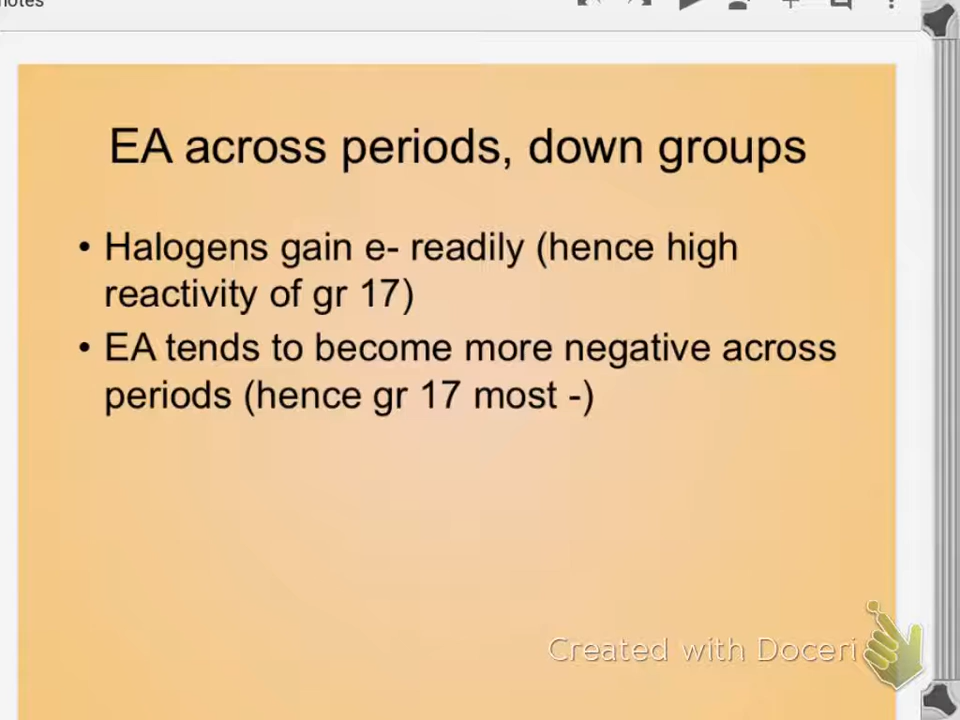 notes
EA across periods, down groups
• Halogens gain e- readily (hence high
reactivity of gr 17)
• EA tends to become more negative across
periods (hence gr 17 most -)
Created with Doceri